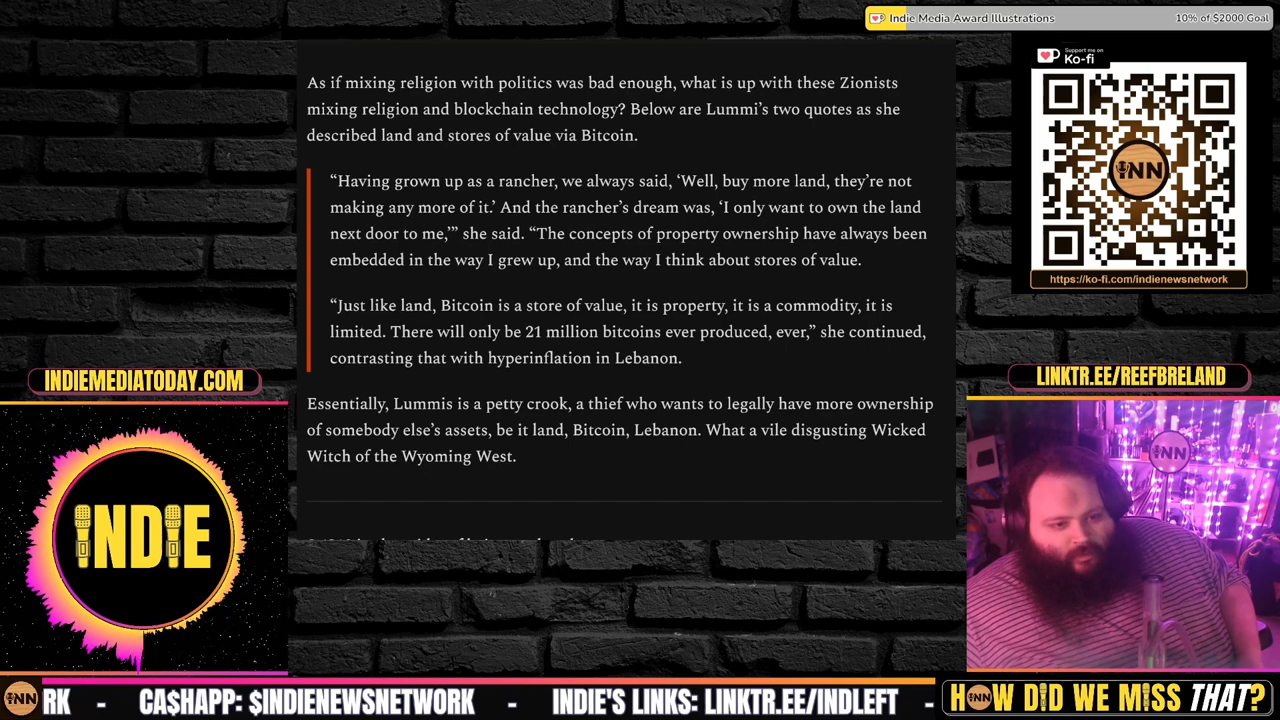 Indie Media Award Illustrations
10% of $2000 Goal
Support me on
Ko-fi
As if mixing religion with politics was bad enough, what is up with these Zionists
mixing religion and blockchain technology? Below are Lummi’s two quotes as she
described land and stores of value via Bitcoin.
“Having grown up as a rancher, we always said, ‘Well, buy more land, they’re not
making any more of it.’ And the rancher’s dream was, ‘I only want to own the land
next door to me,’” she said. “The concepts of property ownership have always been
embedded in the way I grew up, and the way I think about stores of value.
“Just like land, Bitcoin is a store of value, it is property, it is a commodity, it is
limited. There will only be 21 million bitcoins ever produced, ever,” she continued,
contrasting that with hyperinflation in Lebanon.
Essentially, Lummis is a petty crook, a thief who wants to legally have more ownership
of somebody else’s assets, be it land, Bitcoin, Lebanon. What a vile disgusting Wicked
Witch of the Wyoming West.
INN
https://ko-fi.com/indienewsnetwork
INDIEMEDIATODAY.COM
LINKTR.EE/REEFBRELAND
INDIE
INN
INN
RK - CA$HAPP: $INDIENEWSNETWORK - INDIE'S LINKS: LINKTR.EE/INDLEFT -
HOW DID WE MISS THAT?